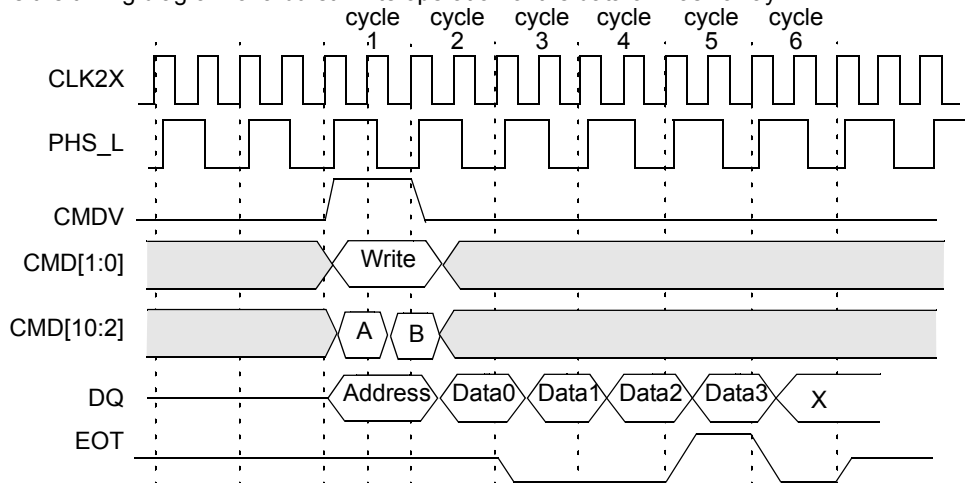 cycle cycle cycle cycle cycle cycle
1 2 3 4 5 6
CLK2X
PHS_L
CMDV
CMD[1:0] Write
CMD[10:2] A B
DQ Address Data0 Data1 Data2 Data3 X
EOT